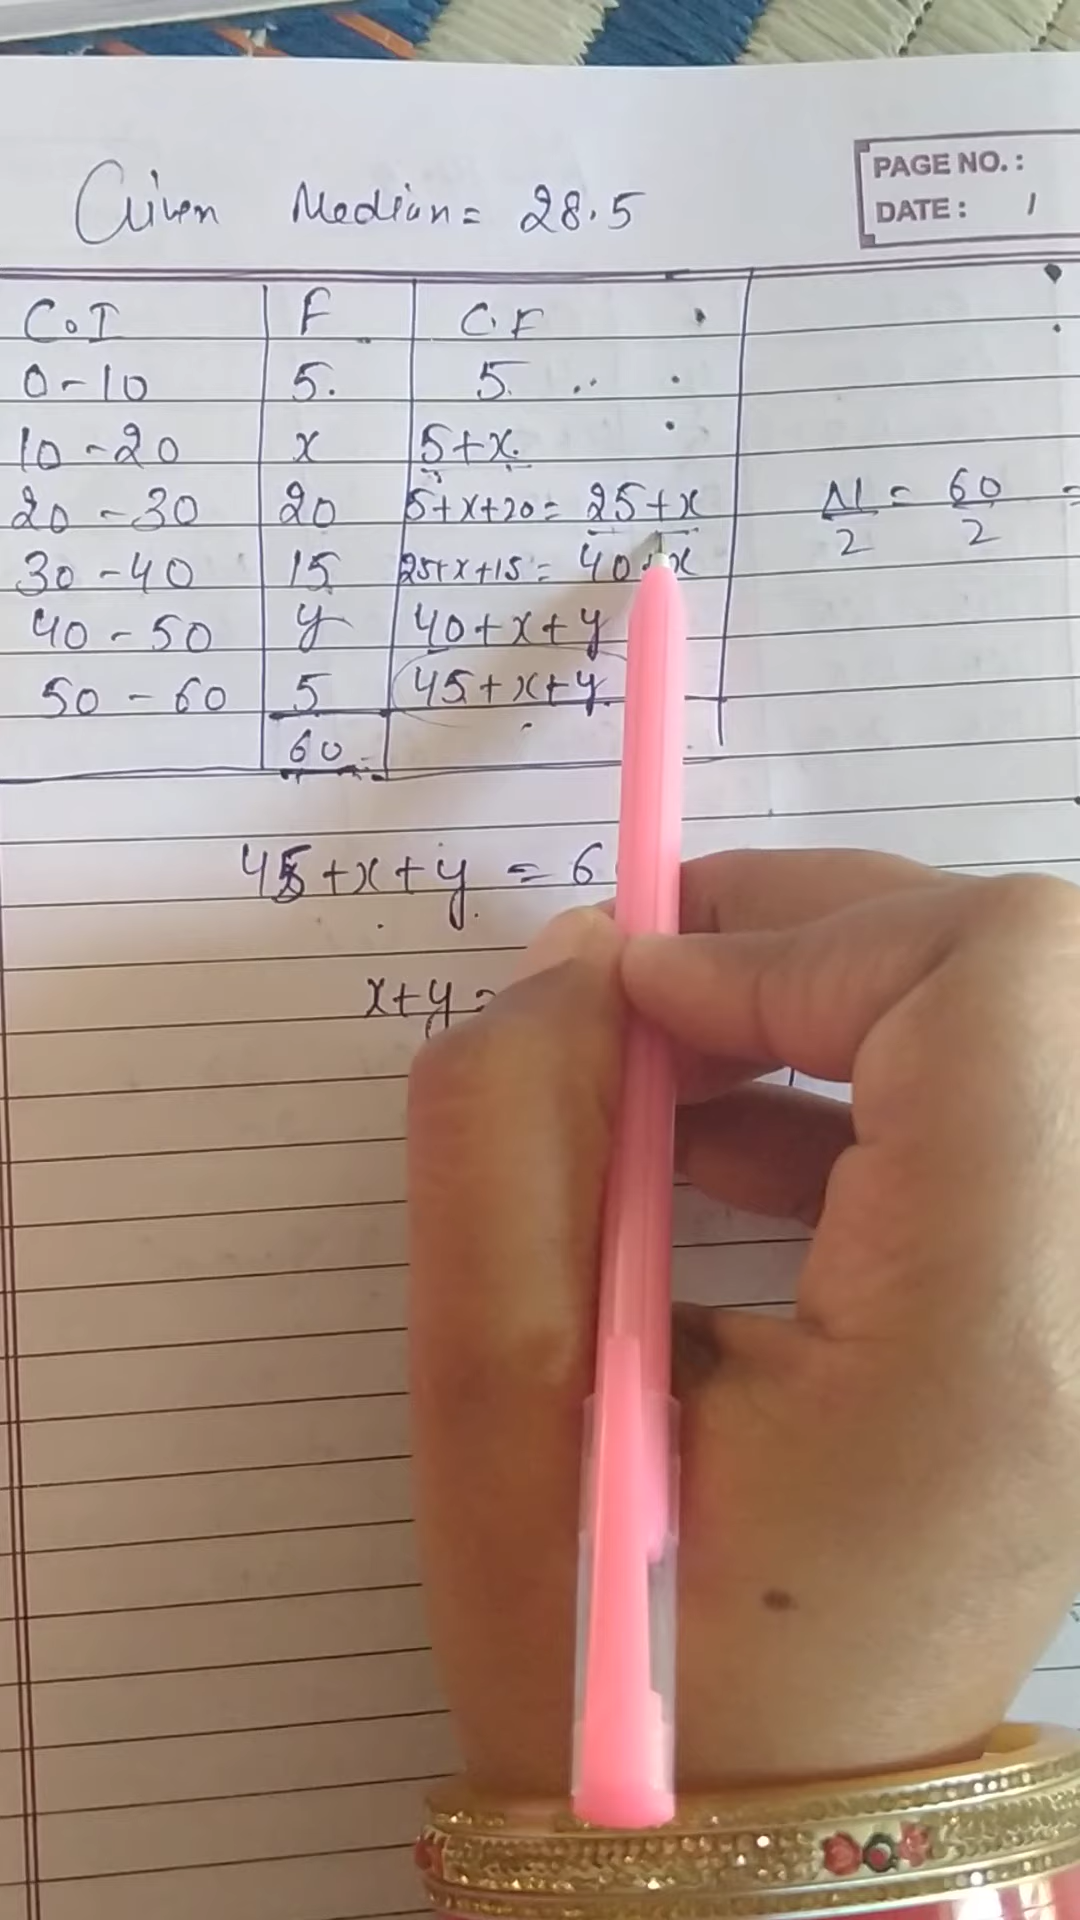 Given Median = 28.5
PAGE NO. :
DATE : /
C.I F C.F
0-10 5. 5.
10-20 x 5+x.
20-30 20 5+x+20= 25+x
30-40 15 25+x+15= 40+x
40-50 y 40+x+y
50-60 5 45+x+y
60
N/2 = 60/2 =
45+x+y = 6
x+y=